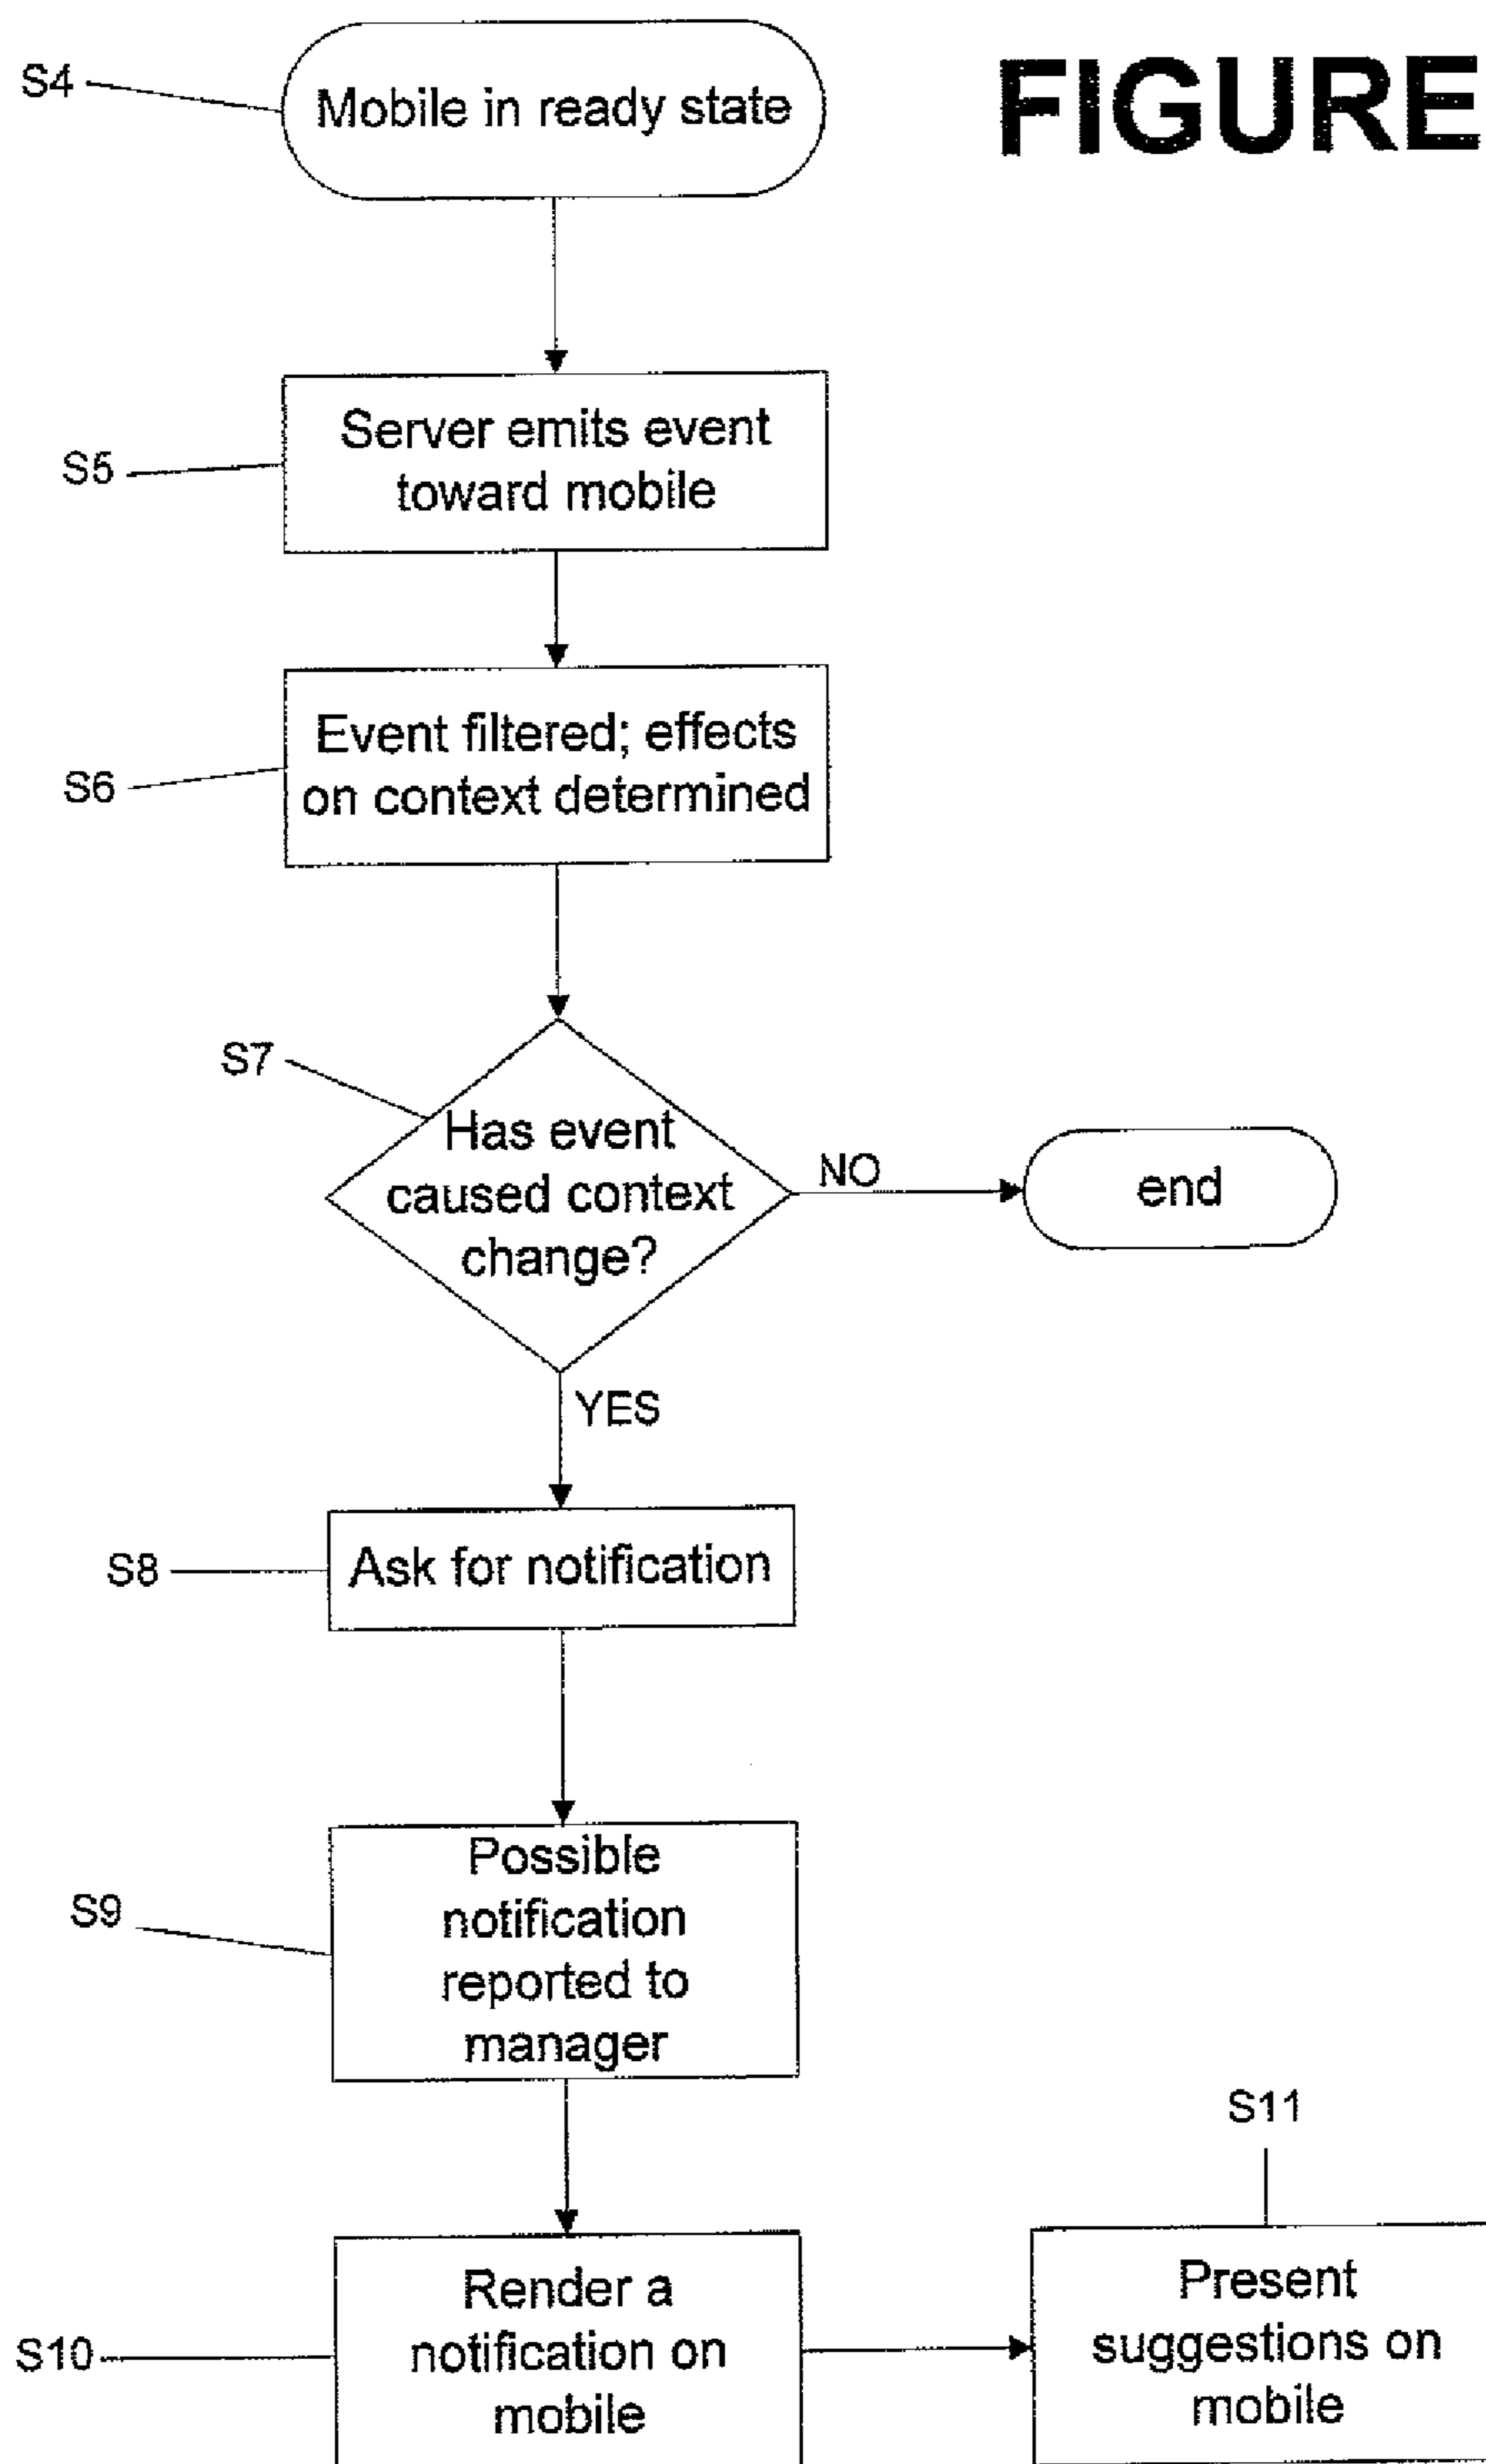 FIGURE
S4
Mobile in ready state
S5
Server emits event
toward mobile
S6
Event filtered; effects
on context determined
S7
Has event
caused context
change?
NO
end
YES
S8
Ask for notification
S9
Possible
notification
reported to
manager
S10
Render a
notification on
mobile
S11
Present
suggestions on
mobile